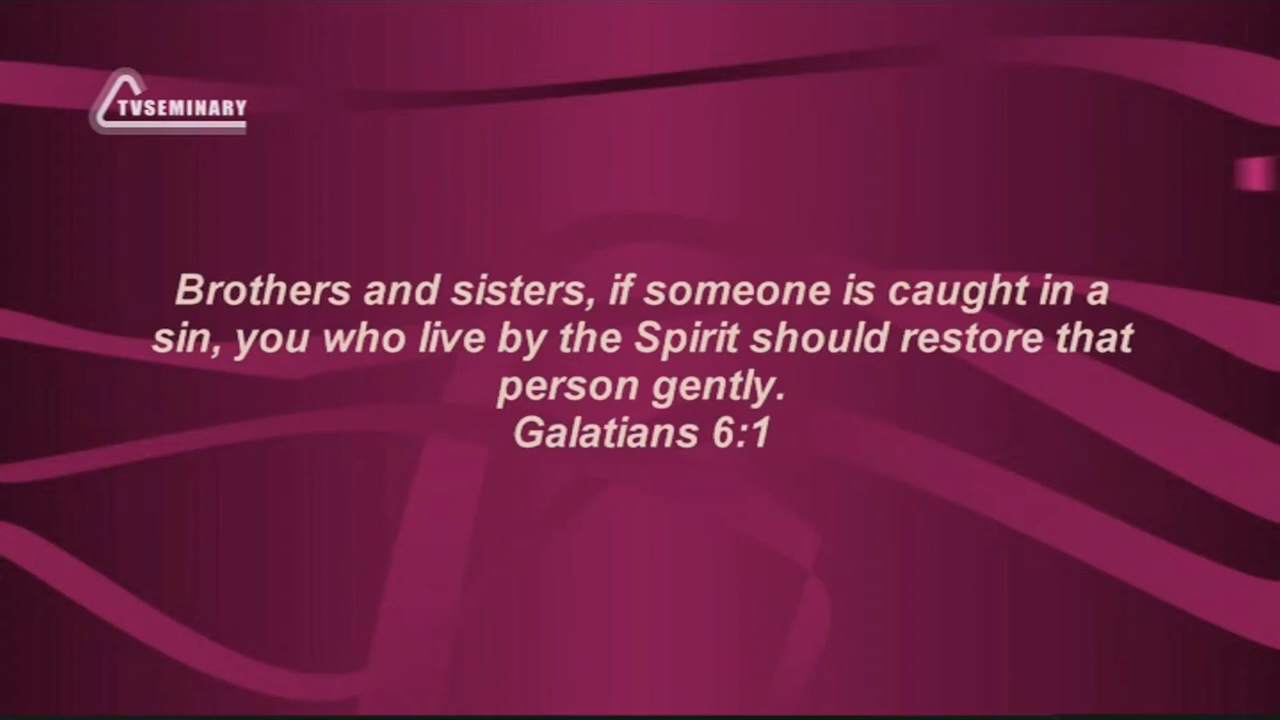 TVSEMINARY
Brothers and sisters, if someone is caught in a
sin, you who live by the Spirit should restore that
person gently.
Galatians 6:1